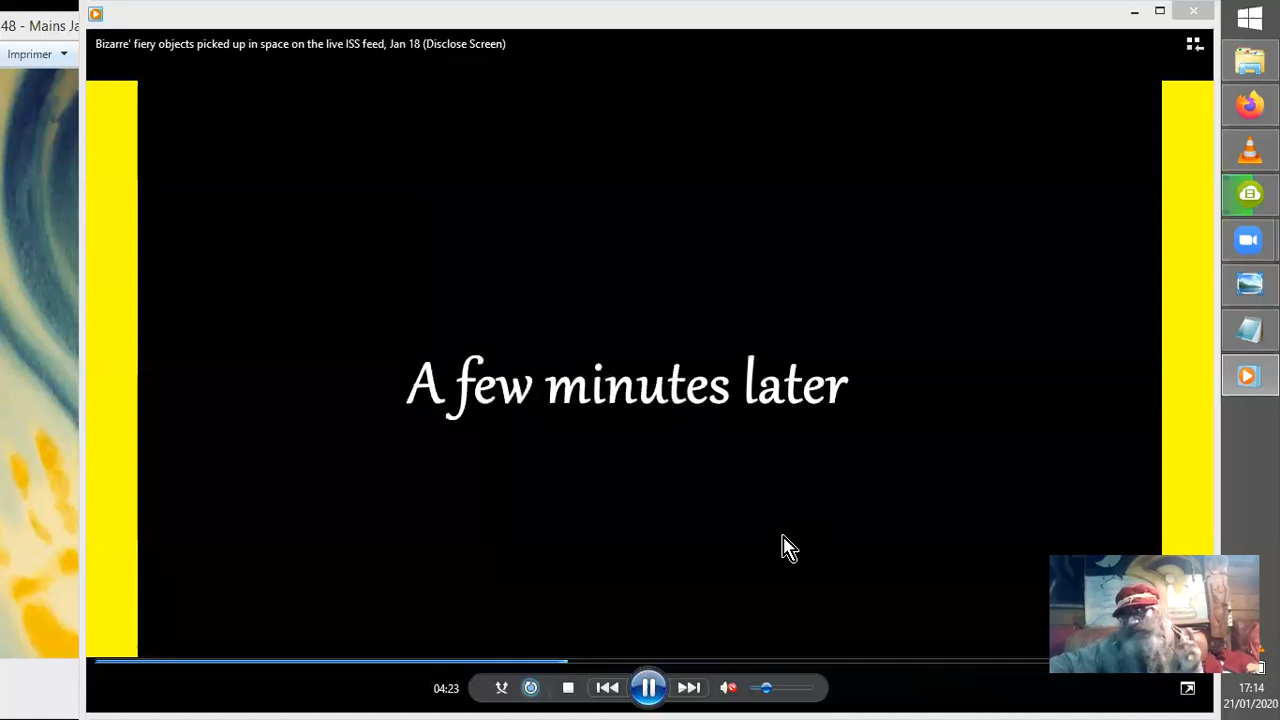 48 - Mains Ja
Imprimer
Bizarre' fiery objects picked up in space on the live ISS feed, Jan 18 (Disclose Screen)
A few minutes later
04:23
17:14
21/01/2020